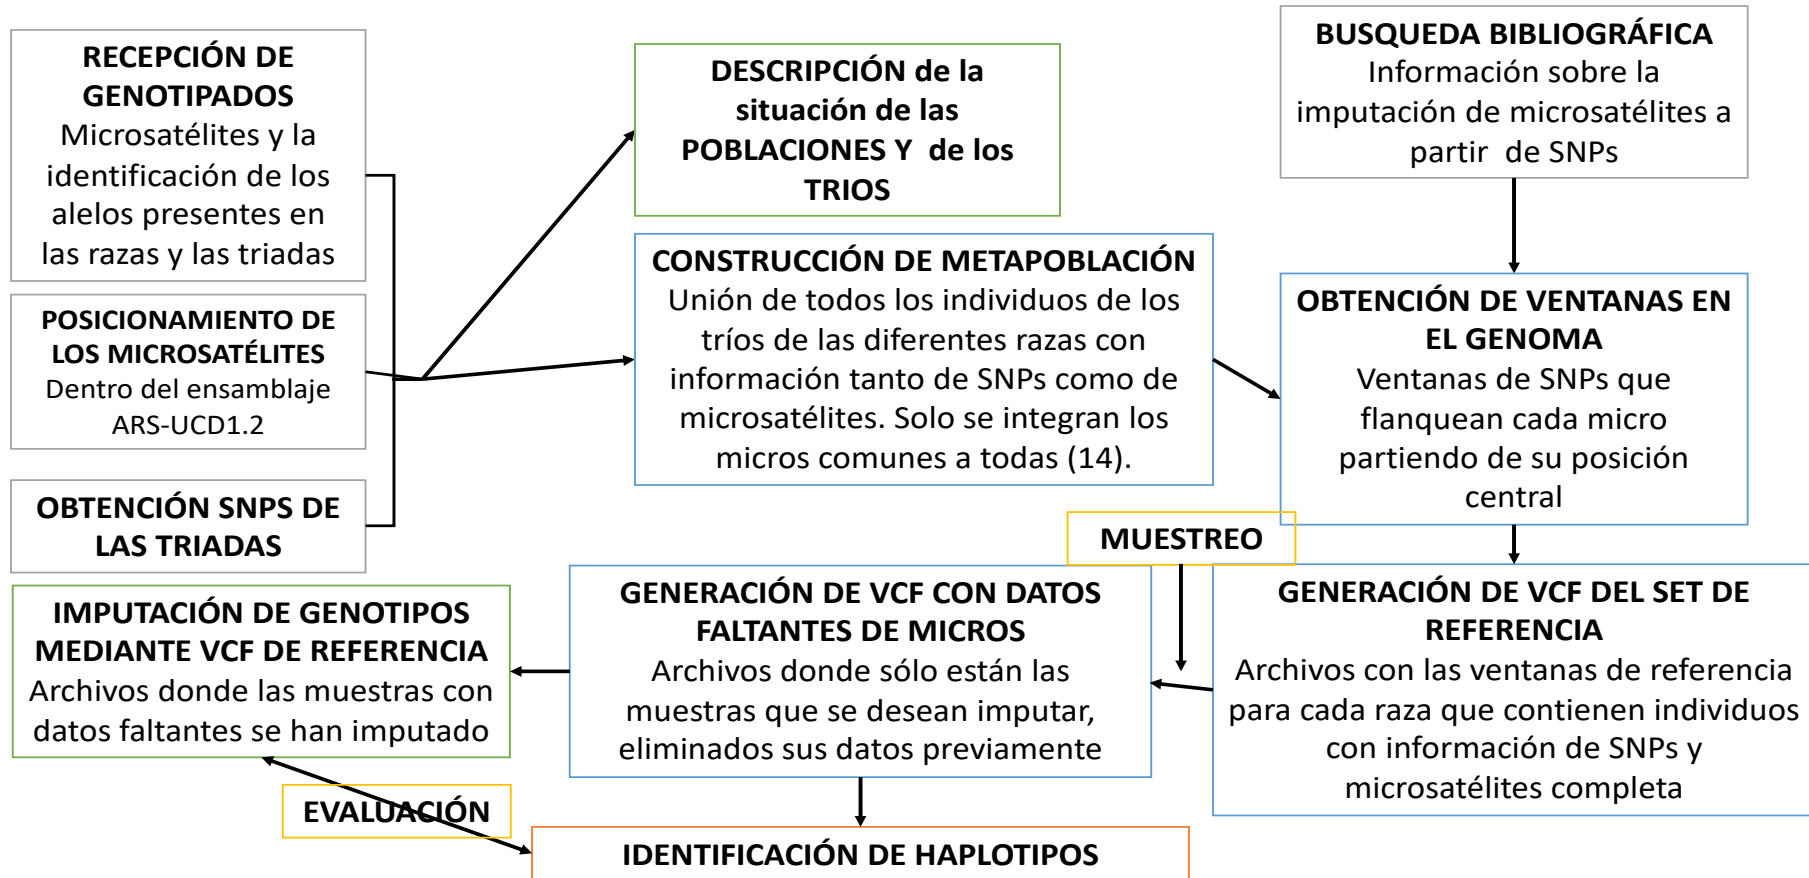 RECEPCIÓN DE
GENOTIPADOS
Microsatélites y la
identificación de los
alelos presentes en
las razas y las triadas
POSICIONAMIENTO DE
LOS MICROSATÉLITES
Dentro del ensamblaje
ARS-UCD1.2
OBTENCIÓN SNPS DE
LAS TRIADAS
DESCRIPCIÓN de la
situación de las
POBLACIONES Y de los
TRIOS
CONSTRUCCIÓN DE METAPOBLACIÓN
Unión de todos los individuos de los
tríos de las diferentes razas con
información tanto de SNPs como de
microsatélites. Solo se integran los
micros comunes a todas (14).
BUSQUEDA BIBLIOGRÁFICA
Información sobre la
imputación de microsatélites a
partir de SNPs
OBTENCIÓN DE VENTANAS EN
EL GENOMA
Ventanas de SNPs que
flanquean cada micro
partiendo de su posición
central
MUESTREO
GENERACIÓN DE VCF DEL SET DE
REFERENCIA
Archivos con las ventanas de referencia
para cada raza que contienen individuos
con información de SNPs y
microsatélites completa
GENERACIÓN DE VCF CON DATOS
FALTANTES DE MICROS
Archivos donde sólo están las
muestras que se desean imputar,
eliminados sus datos previamente
IMPUTACIÓN DE GENOTIPOS
MEDIANTE VCF DE REFERENCIA
Archivos donde las muestras con
datos faltantes se han imputado
EVALUACIÓN
IDENTIFICACIÓN DE HAPLOTIPOS